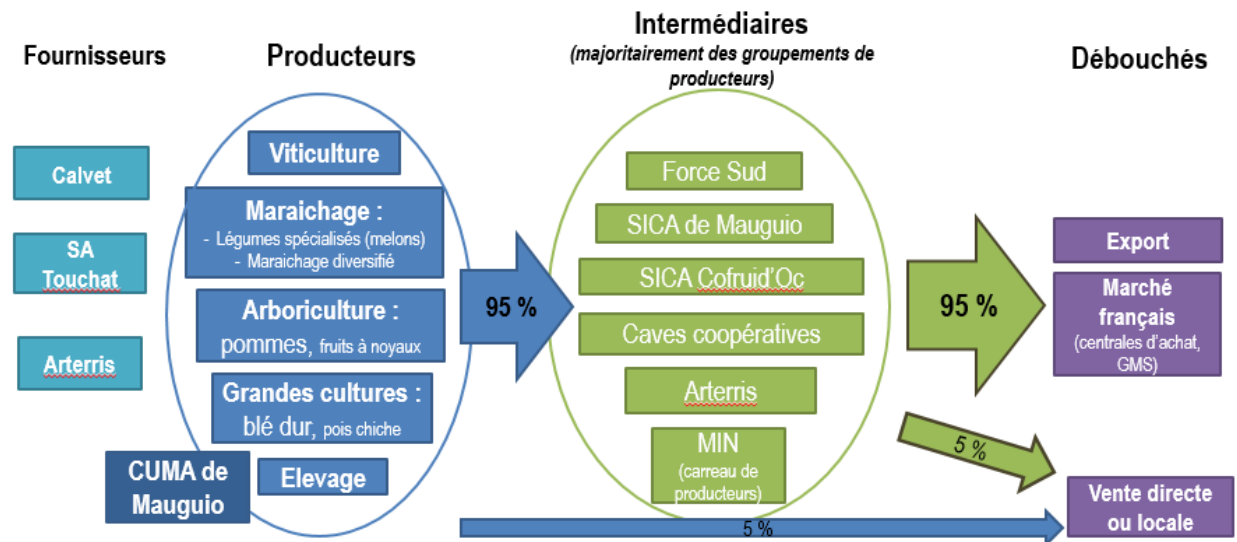 Fournisseurs
Calvet
SA
Touchat
Arterris
Producteurs
Viticulture
Maraichage :
- Légumes spécialisés (melons)
- Maraichage diversifié
Arboriculture :
pommes, fruits à noyaux
Grandes cultures :
blé dur, pois chiche
CUMA de
Mauguio
Elevage
95 %
Intermédiaires
(majoritairement des groupements de
producteurs)
Force Sud
SICA de Mauguio
SICA Cofruid’Oc
Caves coopératives
Arterris
MIN
(carreau de
producteurs)
95 %
5 %
5 %
Débouchés
Export
Marché
français
(centrales d’achat,
GMS)
Vente directe
ou locale